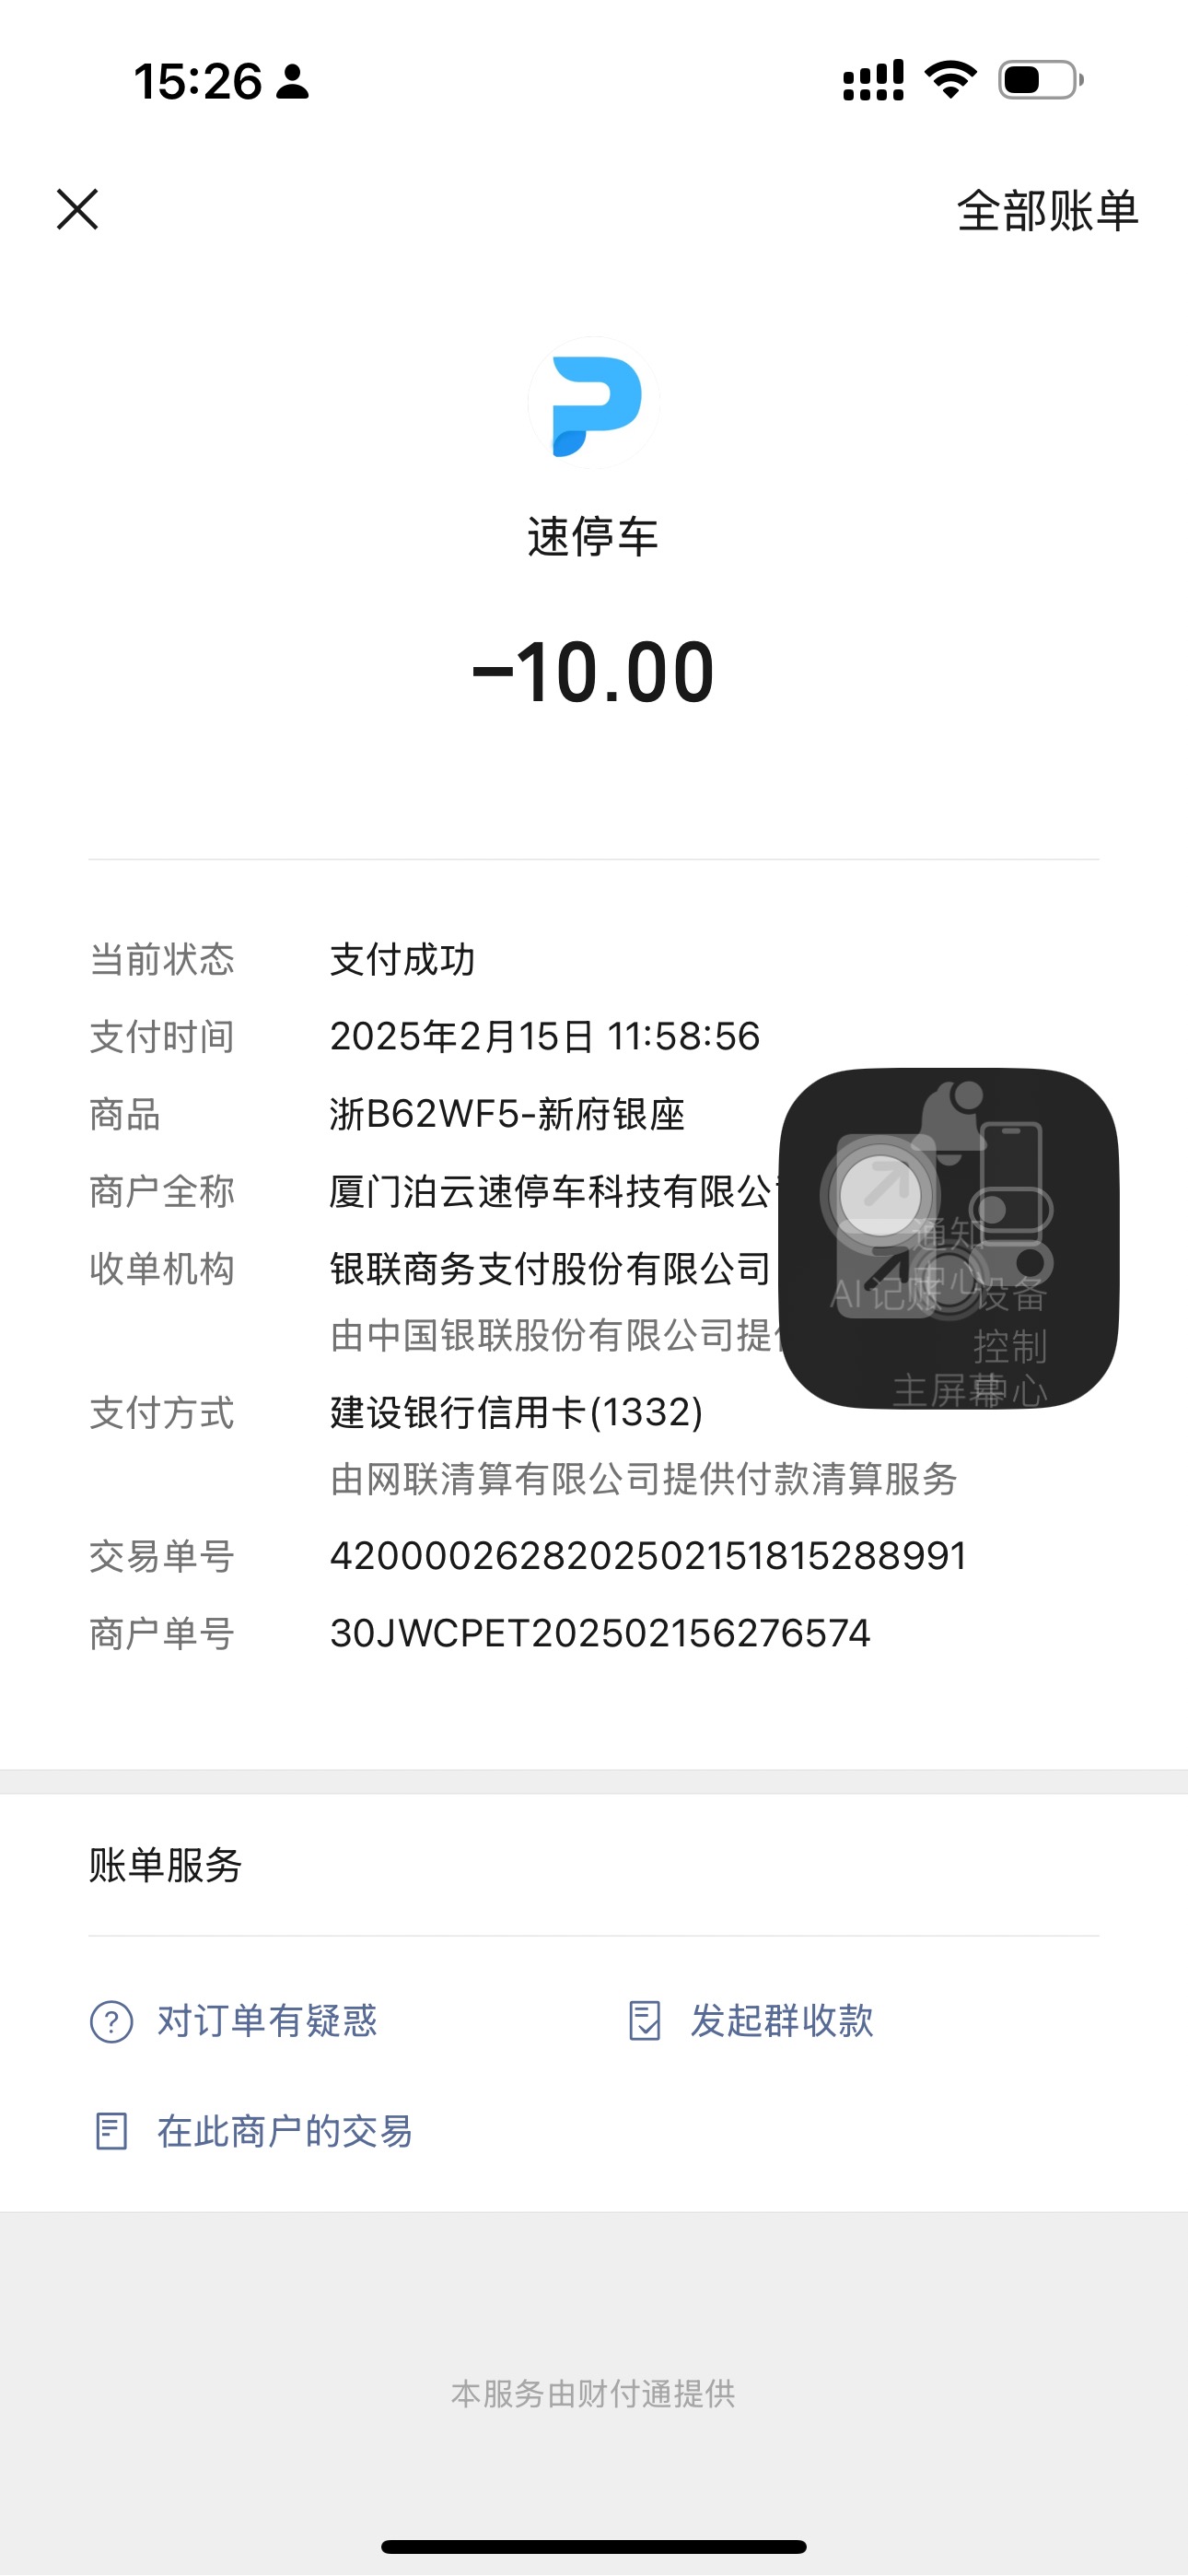 15:26
全部账单
速停车
-10.00
当前状态 支付成功
支付时间 2025年2月15日 11:58:56
商品 浙B62WF5-新府银座
商户全称 厦门泊云速停车科技有限公
收单机构 银联商务支付股份有限公司
由中国银联股份有限公司提
通知
中心
AI 记账
设备
控制
中心
主屏幕
支付方式 建设银行信用卡(1332)
由网联清算有限公司提供付款清算服务
交易单号 4200002628202502151815288991
商户单号 30JWCPET202502156276574
账单服务
对订单有疑惑
发起群收款
在此商户的交易
本服务由财付通提供